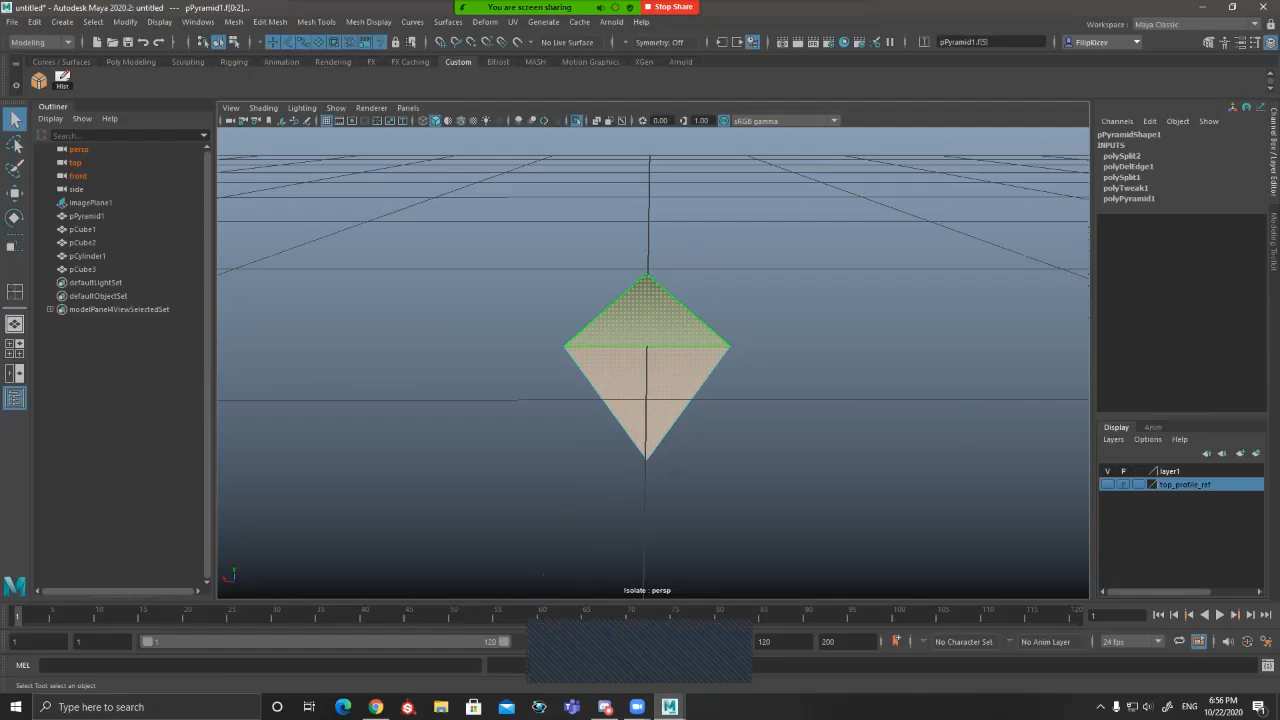 untitled* - Autodesk Maya 2020.2: untitled --- pPyramid1.f[0:2]...
You are screen sharing
Stop Share
File Edit Create Select Modify Display Windows Mesh Edit Mesh Mesh Tools Mesh Display Curves Surfaces Deform UV Generate Cache Arnold Help
Workspace: Maya Classic
Modeling
No Live Surface
Symmetry: Off
pPyramid1.f[5]
FilipKicev
Curves / Surfaces Poly Modeling Sculpting Rigging Animation Rendering FX FX Caching Custom Bifrost MASH Motion Graphics XGen Arnold
Hist
Outliner
Display Show Help
Search...
persp
top
front
side
imagePlane1
pPyramid1
pCube1
pCube2
pCylinder1
pCube3
defaultLightSet
defaultObjectSet
modelPanel4ViewSelectedSet
View Shading Lighting Show Renderer Panels
0.00 1.00 sRGB gamma
Isolate : persp
Channels Edit Object Show
pPyramidShape1
INPUTS
polySplit2
polyDelEdge1
polySplit1
polyTweak1
polyPyramid1
Channel Box / Layer Editor
Modeling Toolkit
Display Anim
Layers Options Help
V P layer1
top_profile_ref
5 10 15 20 25 30 35 40 45 50 55 60 65 70 75 80 85 90 95 100 105 110 115 120
1
1 1 1 120 120 200 No Character Set No Anim Layer 24 fps
MEL
Select Tool: select an object
Type here to search
6:56 PM
10/22/2020